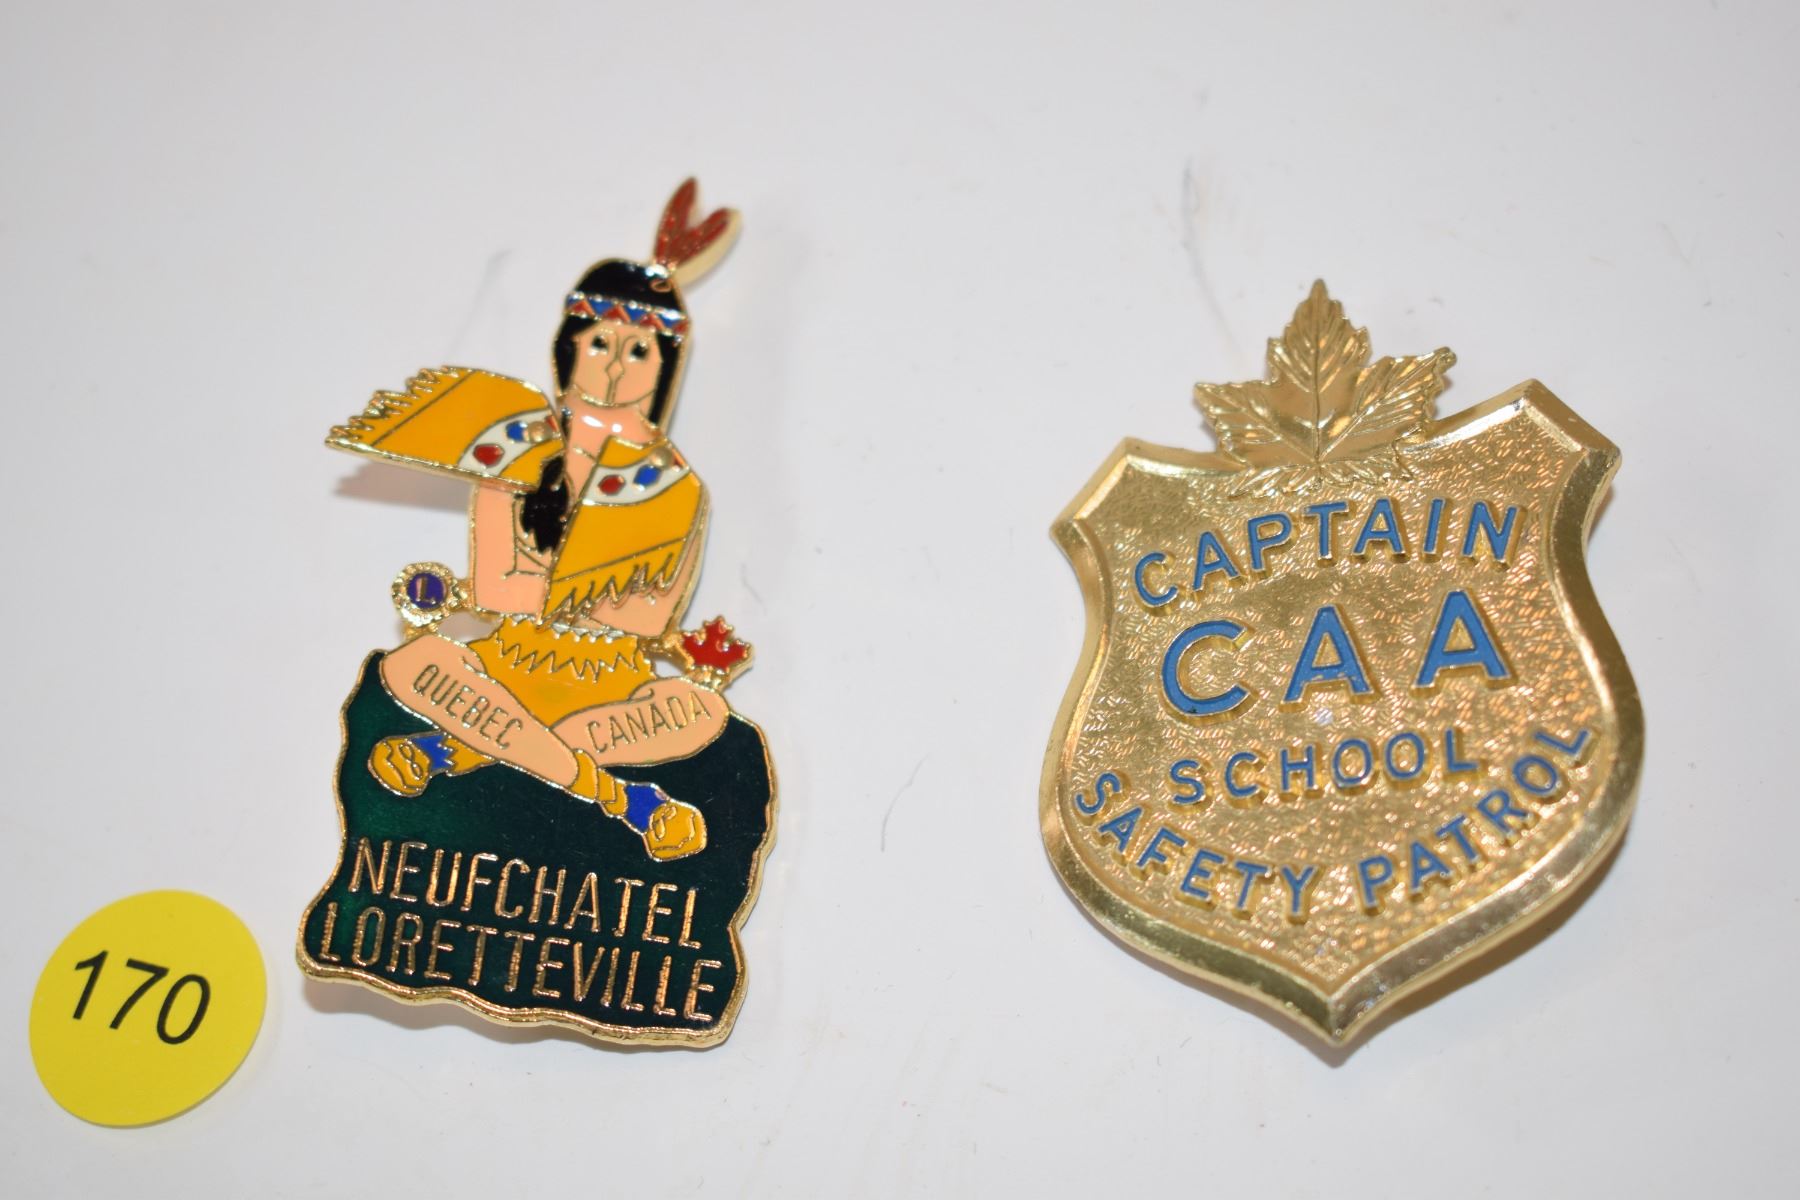 L
QUEBEC CANADA
NEUFCHATEL
LORETTEVILLE
170
CAPTAIN
CAA
SCHOOL
SAFETY PATROL